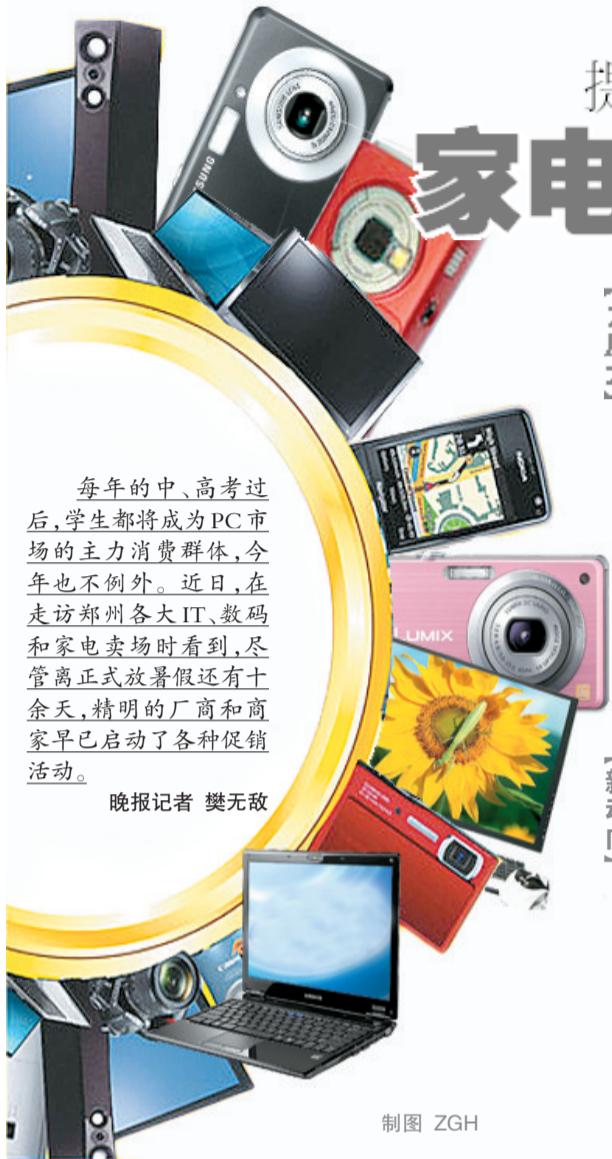 家电
每年的中、高考过
后,学生都将成为PC市
场的主力消费群体,今
年也不例外。近日,在
走访郑州各大IT、数码
和家电卖场时看到,尽
管离正式放暑假还有十
余天,精明的厂商和商
家早已启动了各种促销
活动。
晚报记者 樊无敌
SAMSUNG
NOKIA
LUMIX
制图 ZGH